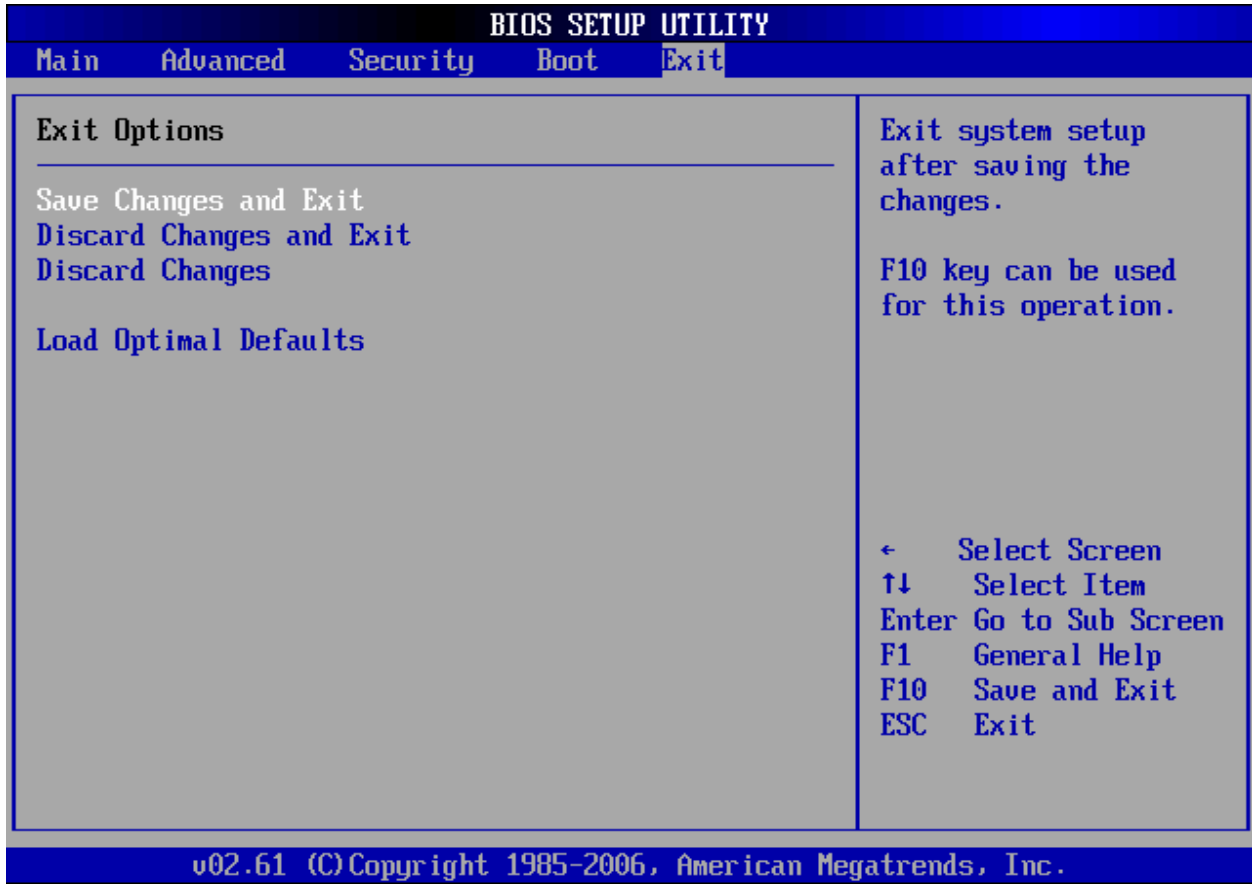 BIOS SETUP UTILITY
Main Advanced Security Boot Exit
Exit Options
Save Changes and Exit
Discard Changes and Exit
Discard Changes
Load Optimal Defaults
Exit system setup
after saving the
changes.
F10 key can be used
for this operation.
← Select Screen
↑↓ Select Item
Enter Go to Sub Screen
F1 General Help
F10 Save and Exit
ESC Exit
v02.61 (C)Copyright 1985-2006, American Megatrends, Inc.